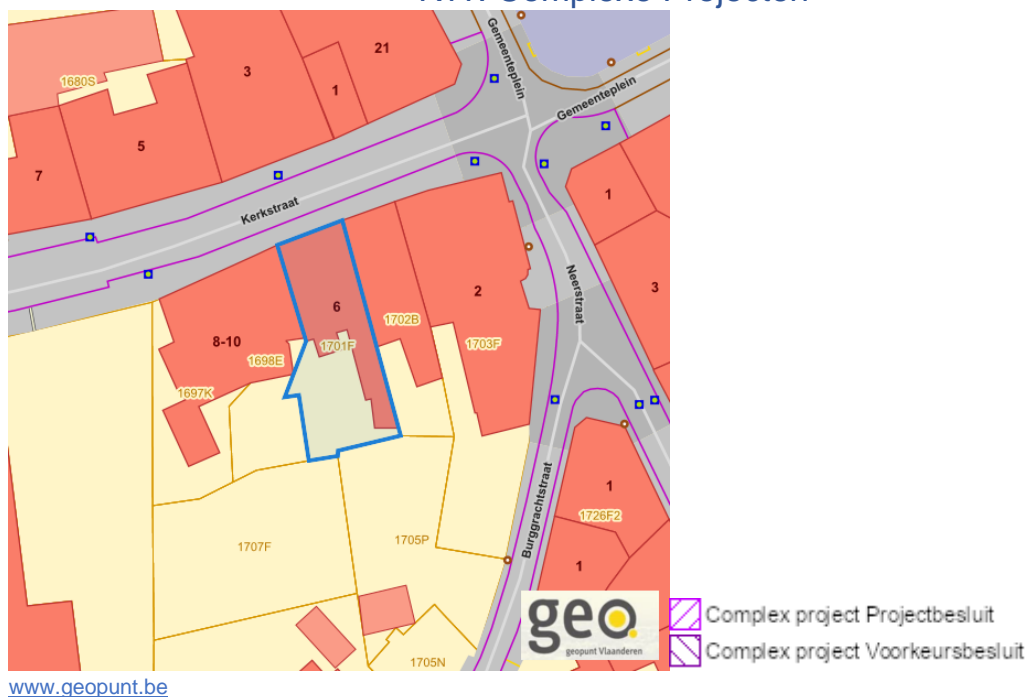 Complexe Projecten
21
Gemeenteplein
3
1680S
1
Gemeenteplein
5
7
1
Kerkstraat
Neerstraat
3
2
6
1702B
8-10
1701F
1703F
1698E
1697K
Burggrachtstraat
1
1726F2
1707F
1705P
1
geo.
geopunt Vlaanderen
Complex project Projectbesluit
Complex project Voorkeursbesluit
1705N
www.geopunt.be